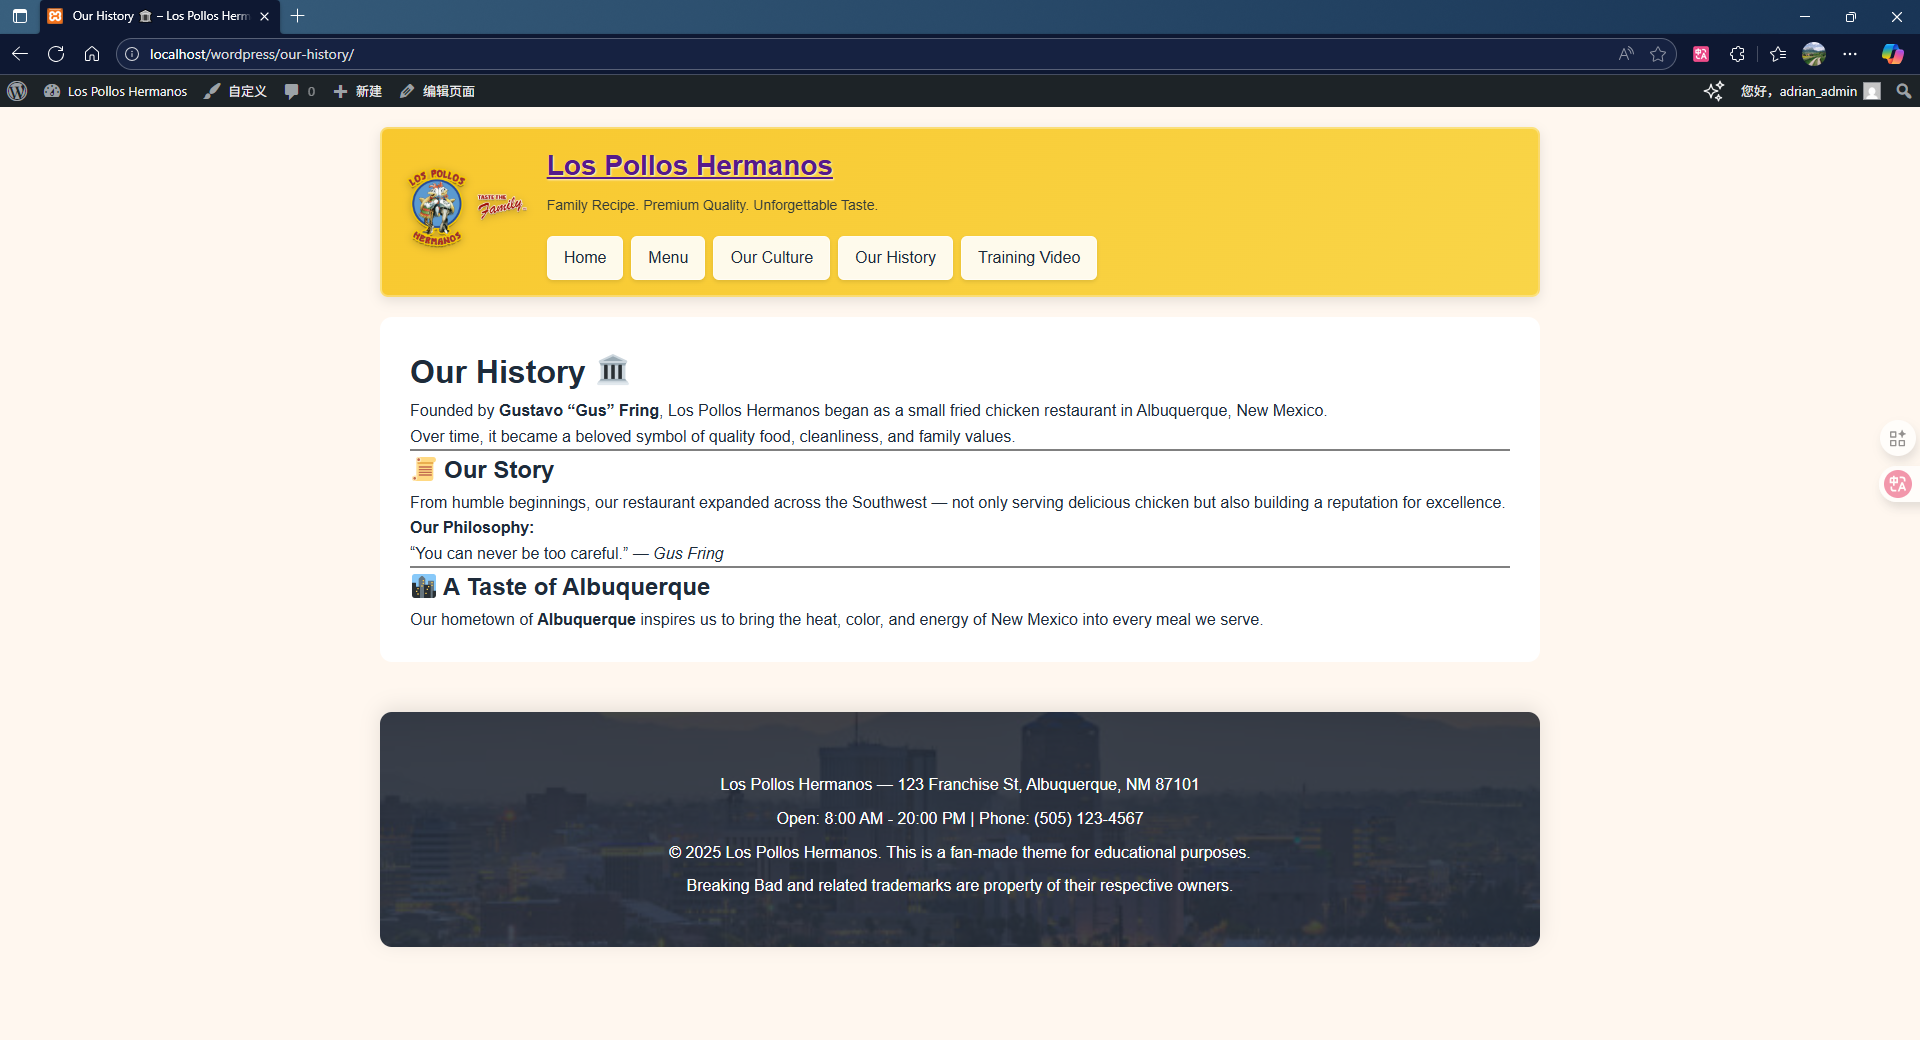 Our History 🏛️ – Los Pollos Herm
localhost/wordpress/our-history/
Los Pollos Hermanos 自定义 0 新建 编辑页面 您好，adrian_admin
LOS POLLOS
HERMANOS
TASTE THE
Family
Los Pollos Hermanos
Family Recipe. Premium Quality. Unforgettable Taste.
Home Menu Our Culture Our History Training Video
Our History 🏛️
Founded by Gustavo “Gus” Fring, Los Pollos Hermanos began as a small fried chicken restaurant in Albuquerque, New Mexico.
Over time, it became a beloved symbol of quality food, cleanliness, and family values.
📜 Our Story
From humble beginnings, our restaurant expanded across the Southwest — not only serving delicious chicken but also building a reputation for excellence.
Our Philosophy:
“You can never be too careful.” — Gus Fring
🏙️ A Taste of Albuquerque
Our hometown of Albuquerque inspires us to bring the heat, color, and energy of New Mexico into every meal we serve.
Los Pollos Hermanos — 123 Franchise St, Albuquerque, NM 87101
Open: 8:00 AM - 20:00 PM | Phone: (505) 123-4567
© 2025 Los Pollos Hermanos. This is a fan-made theme for educational purposes.
Breaking Bad and related trademarks are property of their respective owners.